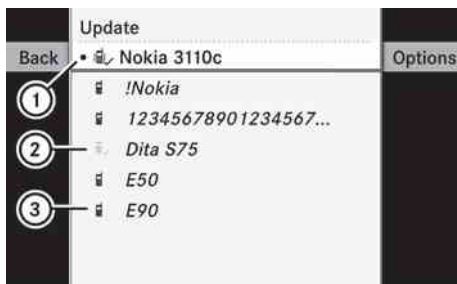 Update
Back
• Nokia 3110c
Options
1
!Nokia
12345678901234567...
2
Dita S75
E50
3
E90